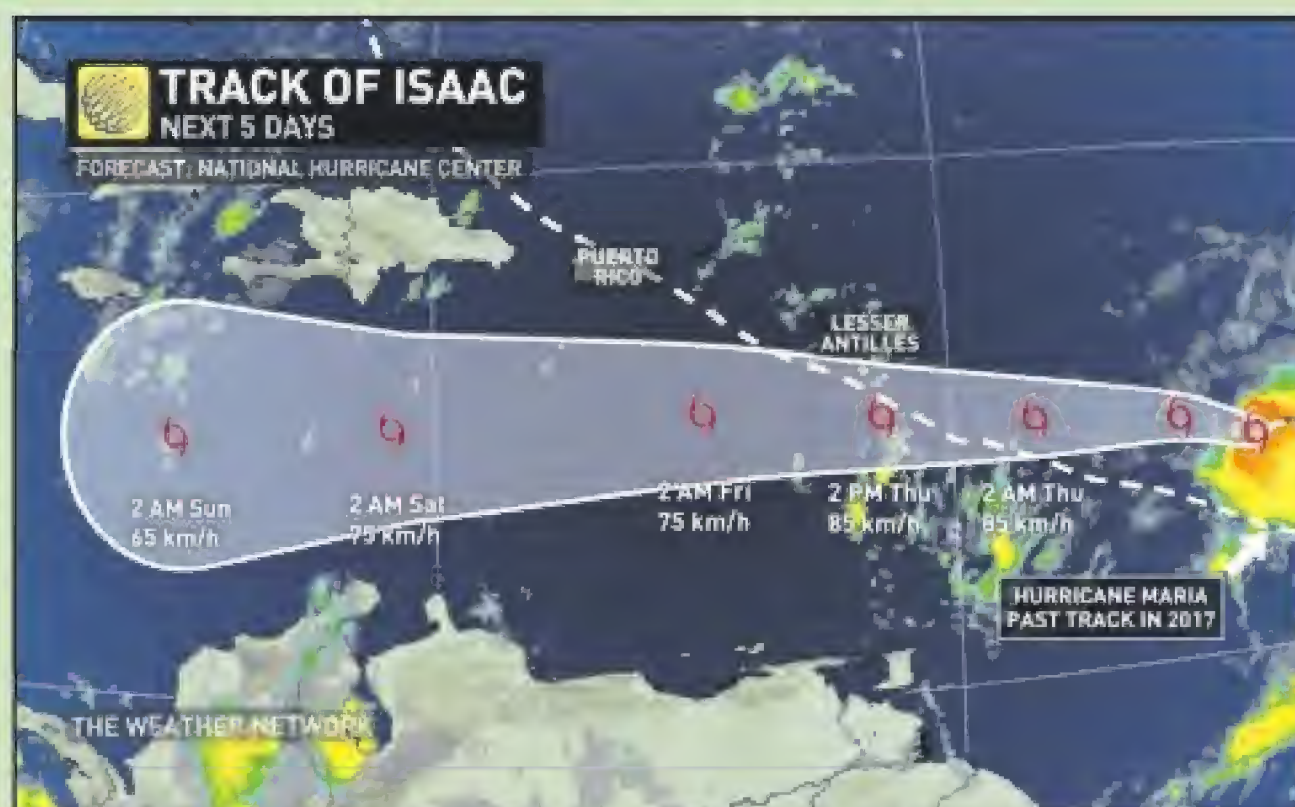 TRACK OF ISAAC
NEXT 5 DAYS
FORECAST: NATIONAL HURRICANE CENTER
PUERTO
RICO
LESSER
ANTILLES
2 AM Sun
65 km/h
2 AM Sat
75 km/h
2 AM Fri
75 km/h
2 PM Thu
85 km/h
2 AM Thu
85 km/h
HURRICANE MARIA
PAST TRACK IN 2017
THE WEATHER NETWORK